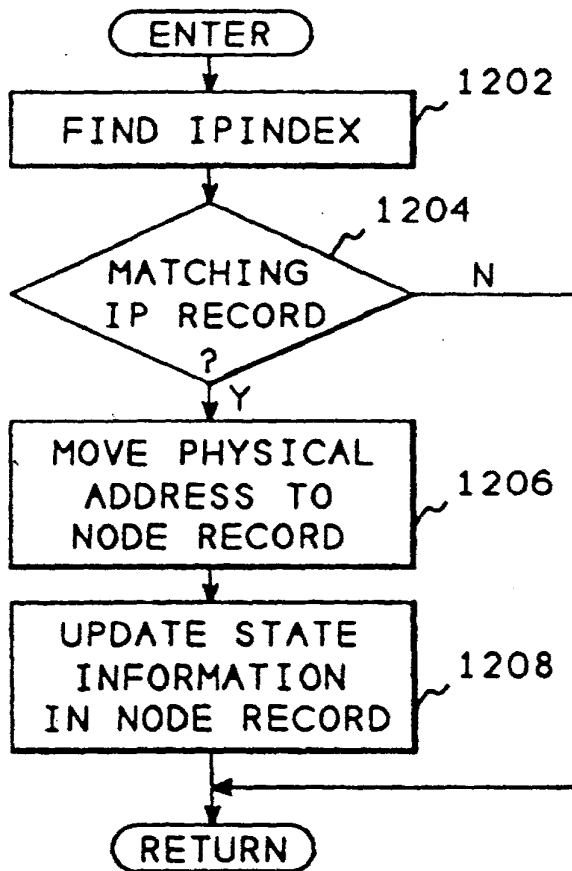 ENTER
1202
FIND IPINDEX
1204
MATCHING
IP RECORD
?
N
Y
MOVE PHYSICAL
ADDRESS TO
NODE RECORD
1206
UPDATE STATE
INFORMATION
IN NODE RECORD
1208
RETURN